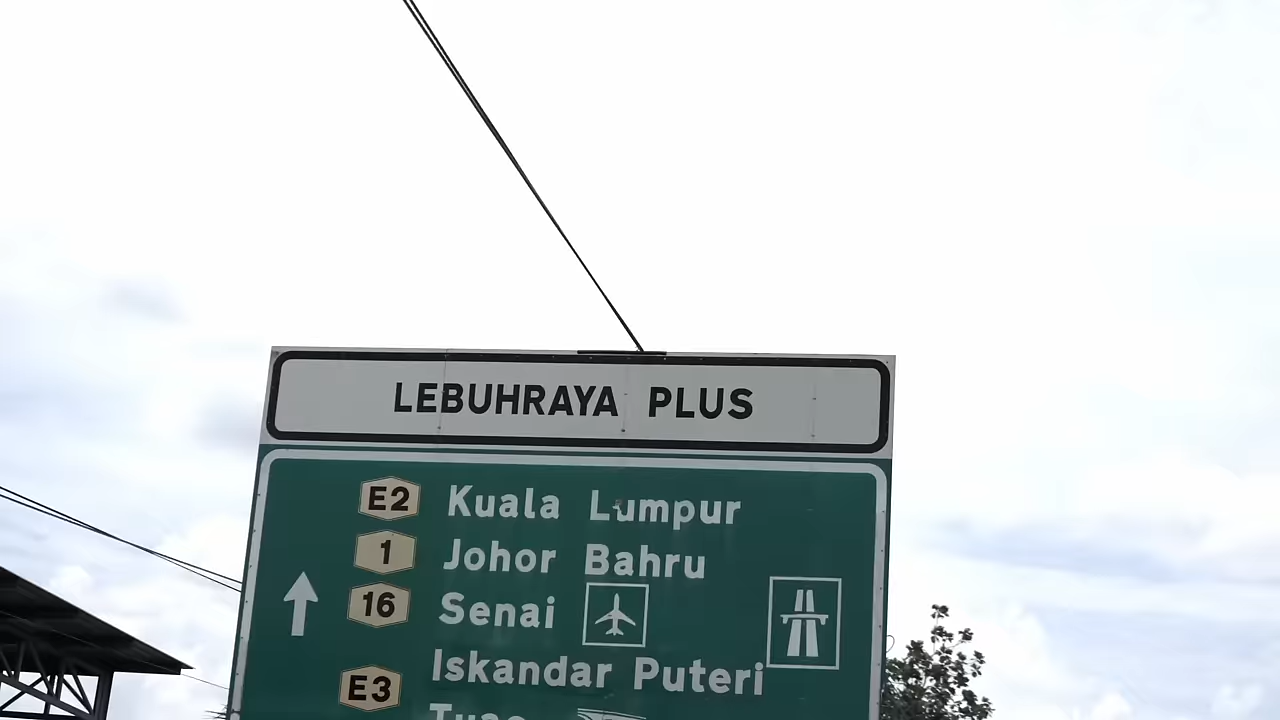 LEBUHRAYA PLUS
E2 Kuala Lumpur
1 Johor Bahru
16 Senai
Iskandar Puteri
E3